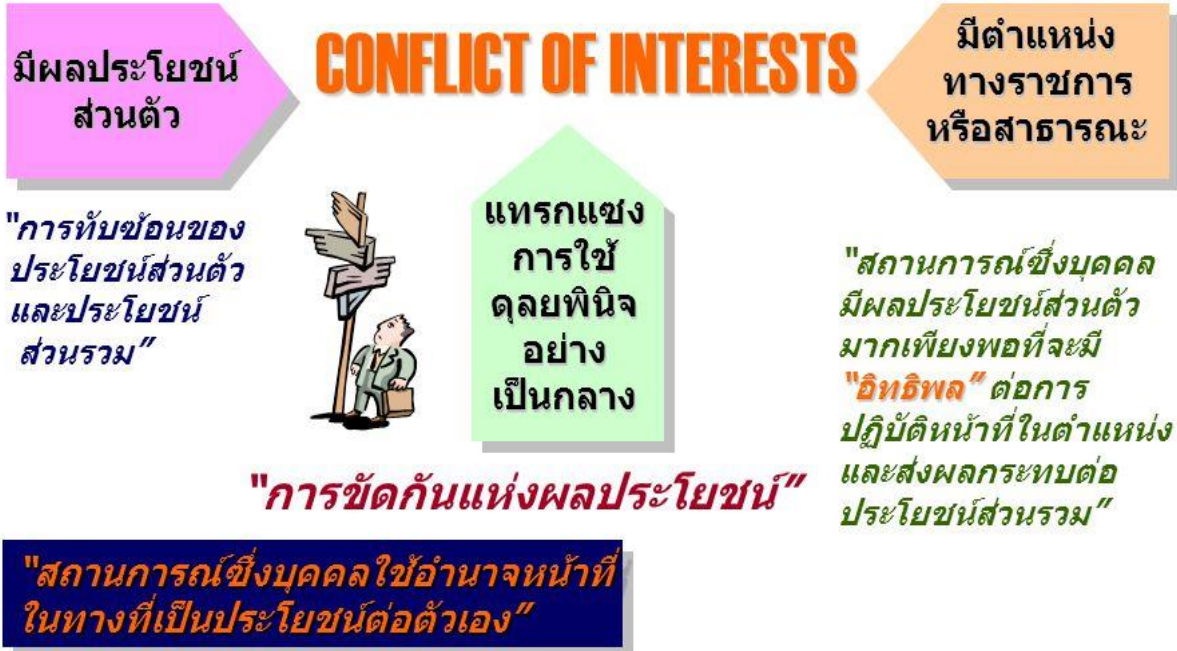 มีผลประโยชน์
ส่วนตัว
CONFLICT OF INTERESTS
มีตำแหน่ง
ทางราชการ
หรือสาธารณะ
"การทับซ้อนของ
ประโยชน์ส่วนตัว
และประโยชน์
ส่วนรวม"
แทรกแซง
การใช้
ดุลยพินิจ
อย่าง
เป็นกลาง
"สถานการณ์ซึ่งบุคคล
มีผลประโยชน์ส่วนตัว
มากเพียงพอที่จะมี
"อิทธิพล" ต่อการ
ปฏิบัติหน้าที่ในตำแหน่ง
และส่งผลกระทบต่อ
ประโยชน์ส่วนรวม"
"การขัดกันแห่งผลประโยชน์"
"สถานการณ์ซึ่งบุคคลใช้อำนาจหน้าที่
ในทางที่เป็นประโยชน์ต่อตัวเอง"